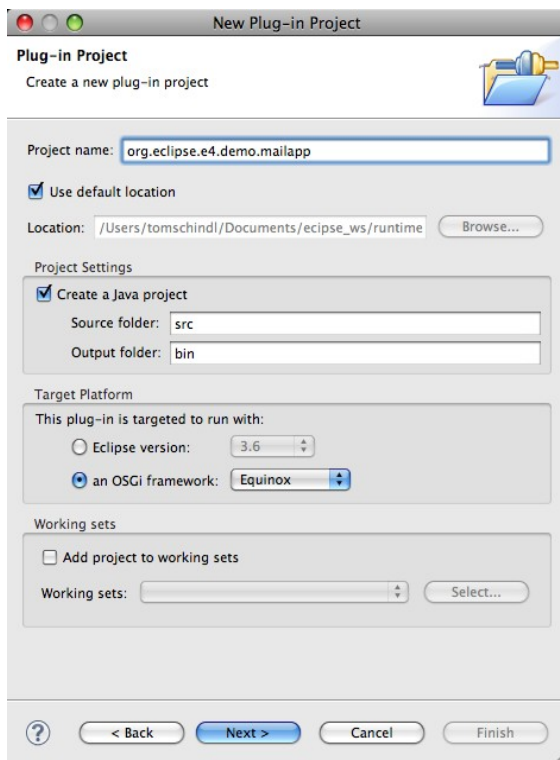 New Plug-in Project
Plug-in Project
Create a new plug-in project
Project name: org.eclipse.e4.demo.mailapp
Use default location
Location: /Users/tomschindl/Documents/ecipse_ws/runtime Browse...
Project Settings
Create a Java project
Source folder: src
Output folder: bin
Target Platform
This plug-in is targeted to run with:
Eclipse version: 3.6
an OSGi framework: Equinox
Working sets
Add project to working sets
Working sets: Select...
? < Back Next > Cancel Finish